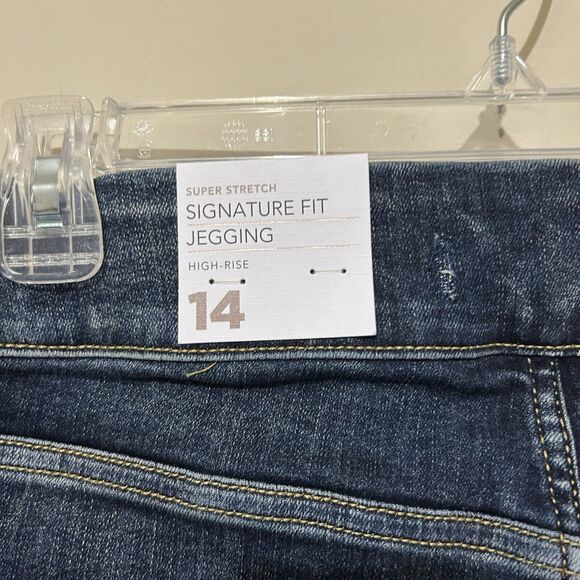 SUPER STRETCH
SIGNATURE FIT
JEGGING
HIGH-RISE
14